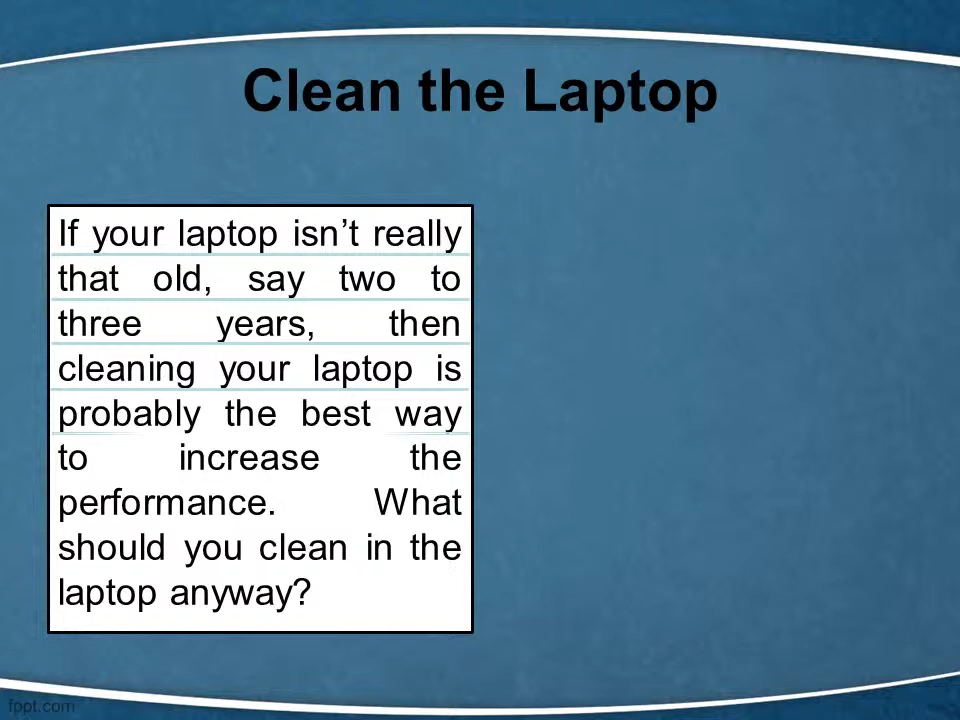 Clean the Laptop
If your laptop isn’t really
that old, say two to
three years, then
cleaning your laptop is
probably the best way
to increase the
performance. What
should you clean in the
laptop anyway?
fppt.com